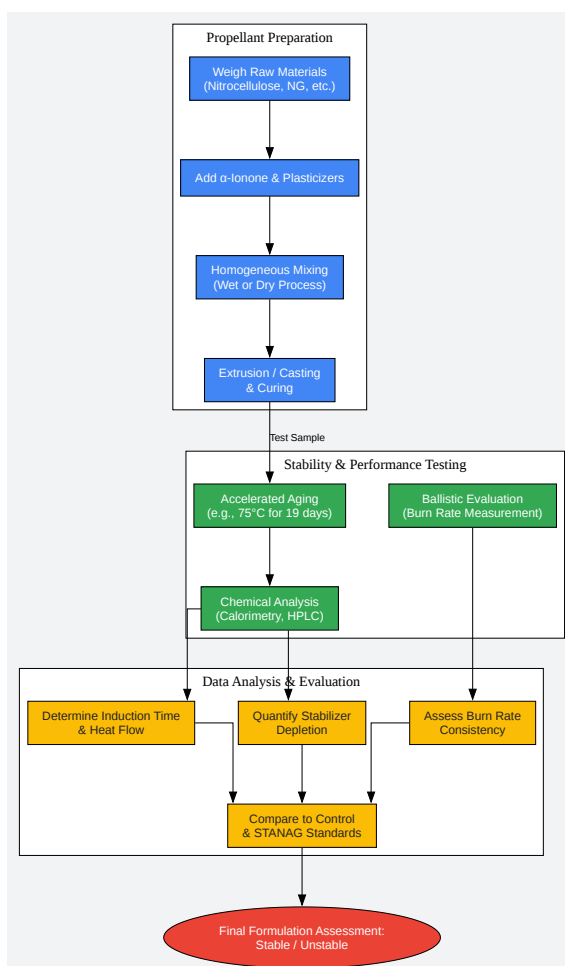 Propellant Preparation
Weigh Raw Materials
(Nitrocellulose, NG, etc.)
Add α-Ionone & Plasticizers
Homogeneous Mixing
(Wet or Dry Process)
Extrusion / Casting
& Curing
Test Sample
Stability & Performance Testing
Accelerated Aging
(e.g., 75°C for 19 days)
Ballistic Evaluation
(Burn Rate Measurement)
Chemical Analysis
(Calorimetry, HPLC)
Data Analysis & Evaluation
Determine Induction Time
& Heat Flow
Quantify Stabilizer
Depletion
Assess Burn Rate
Consistency
Compare to Control
& STANAG Standards
Final Formulation Assessment:
Stable / Unstable